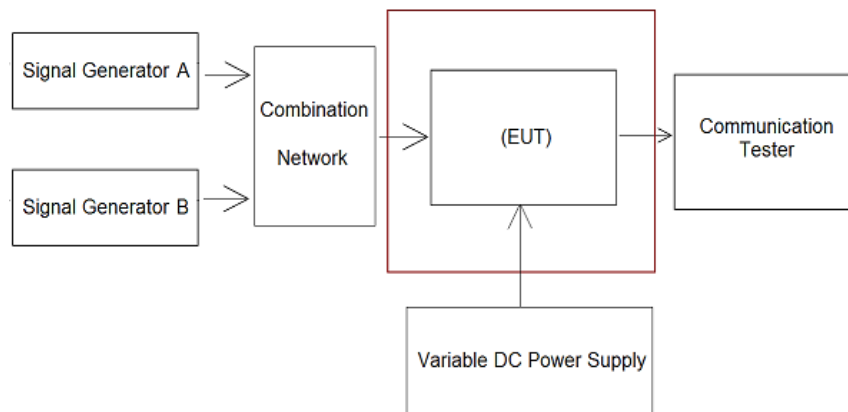 Signal Generator A
Combination
Network
(EUT)
Communication
Tester
Signal Generator B
Variable DC Power Supply